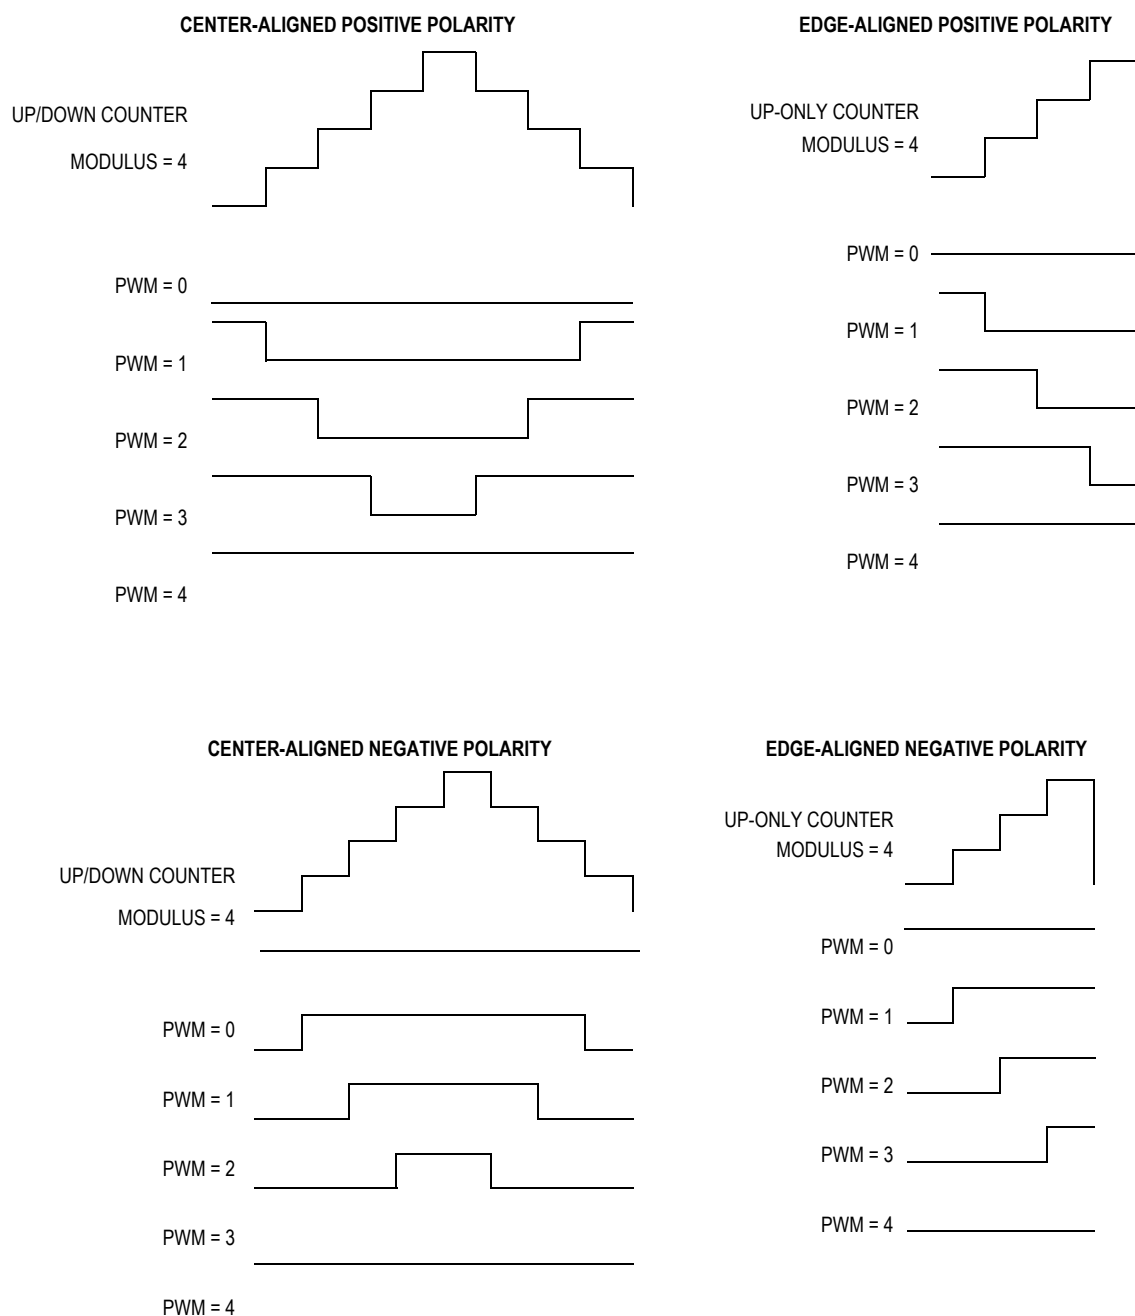 CENTER-ALIGNED POSITIVE POLARITY
UP/DOWN COUNTER
MODULUS = 4
PWM = 0
PWM = 1
PWM = 2
PWM = 3
PWM = 4
EDGE-ALIGNED POSITIVE POLARITY
UP-ONLY COUNTER
MODULUS = 4
PWM = 0
PWM = 1
PWM = 2
PWM = 3
PWM = 4
CENTER-ALIGNED NEGATIVE POLARITY
UP/DOWN COUNTER
MODULUS = 4
PWM = 0
PWM = 1
PWM = 2
PWM = 3
PWM = 4
EDGE-ALIGNED NEGATIVE POLARITY
UP-ONLY COUNTER
MODULUS = 4
PWM = 0
PWM = 1
PWM = 2
PWM = 3
PWM = 4